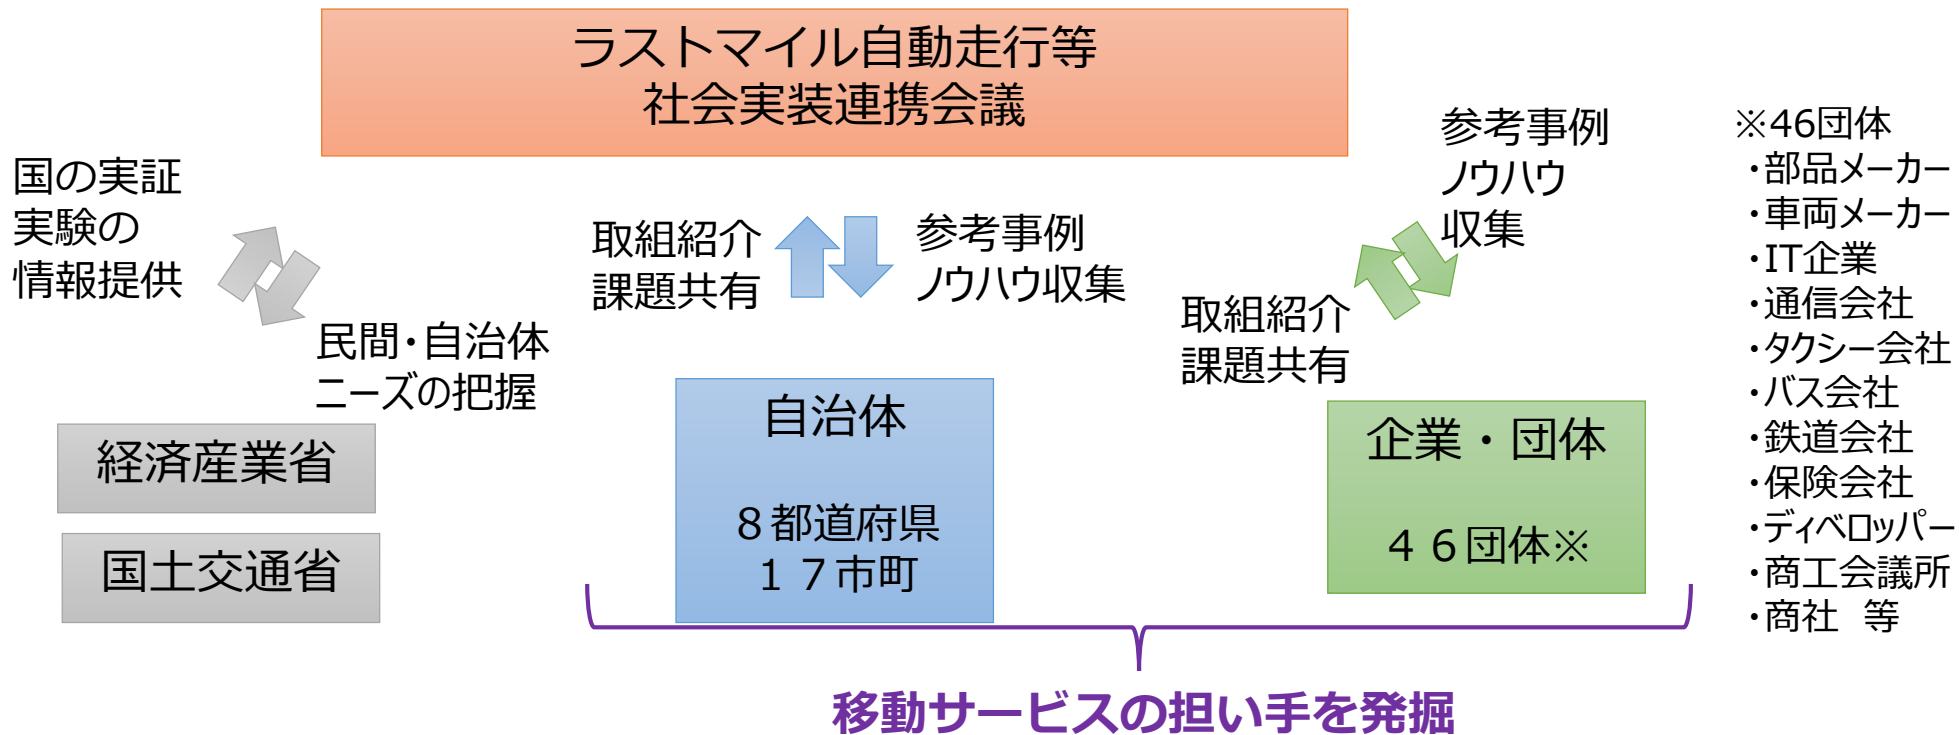 ラストマイル自動走行等
社会実装連携会議
国の実証
実験の
情報提供
民間・自治体
ニーズの把握
経済産業省
国土交通省
取組紹介
課題共有
参考事例
ノウハウ収集
自治体
８都道府県
１７市町
取組紹介
課題共有
参考事例
ノウハウ
収集
企業・団体
４６団体※
※46団体
・部品メーカー
・車両メーカー
・IT企業
・通信会社
・タクシー会社
・バス会社
・鉄道会社
・保険会社
・ディベロッパー
・商工会議所
・商社　等
移動サービスの担い手を発掘